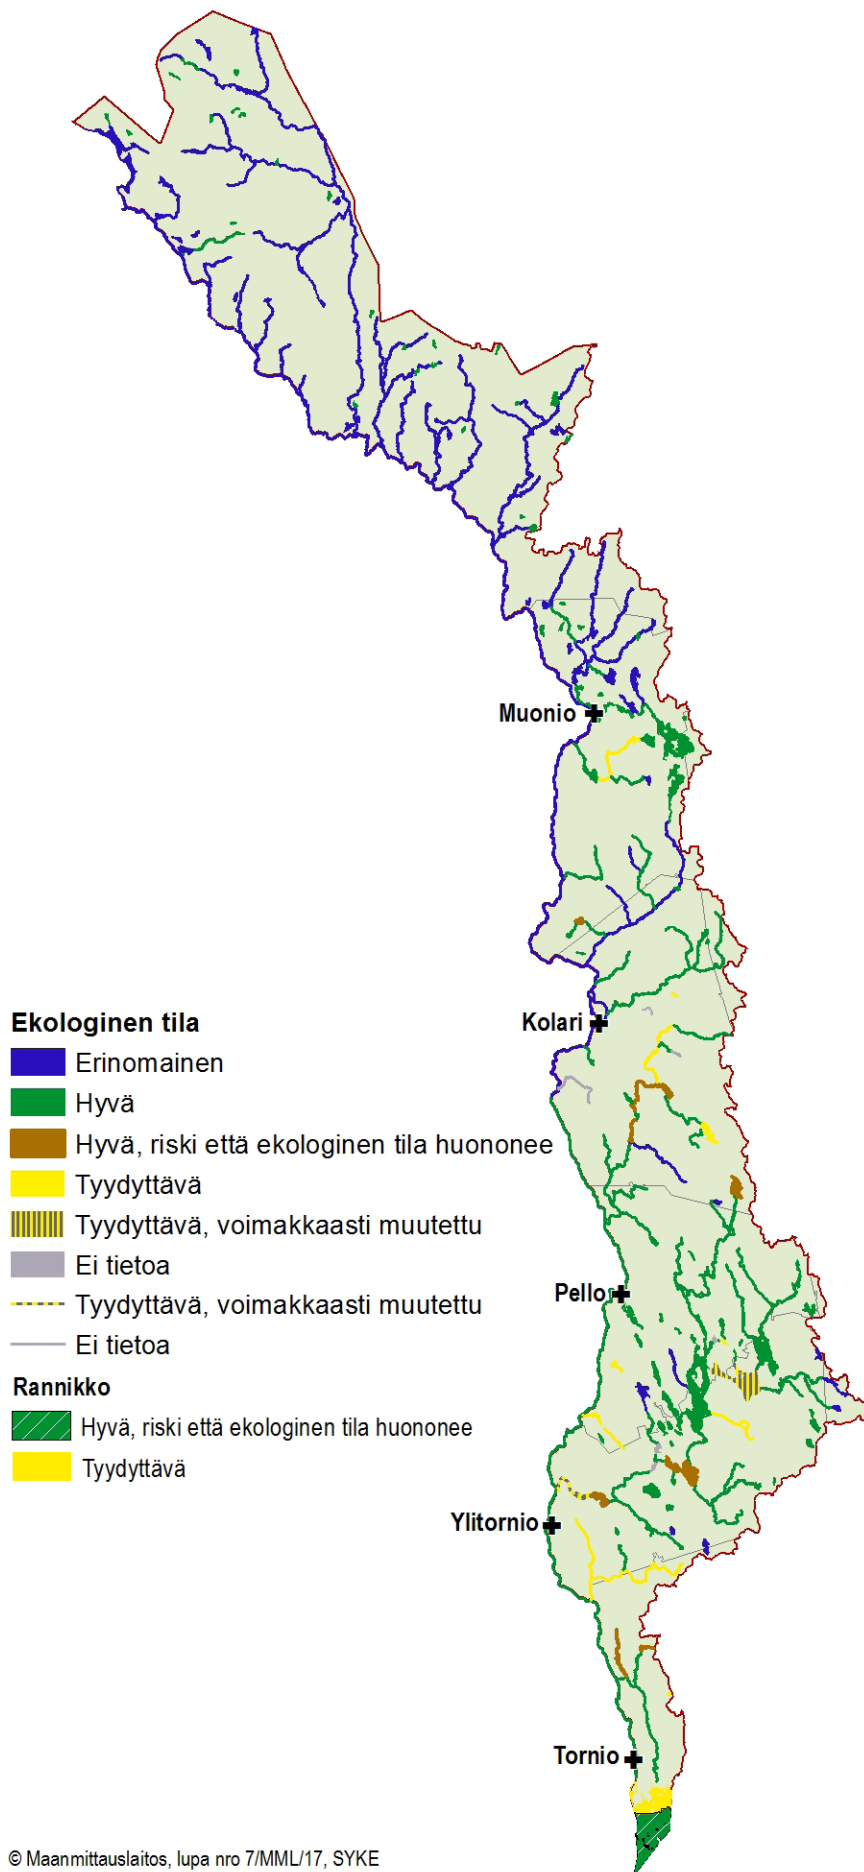 Muonio
Ekologinen tila
Kolari
Erinomainen
Hyvä
Hyvä, riski että ekologinen tila huononee
Tyydyttävä
Tyydyttävä, voimakkaasti muutettu
Ei tietoa
Pello
Tyydyttävä, voimakkaasti muutettu
Ei tietoa
Rannikko
Hyvä, riski että ekologinen tila huononee
Tyydyttävä
Ylitornio
Tornio
© Maanmittauslaitos, lupa nro 7/MML/17, SYKE